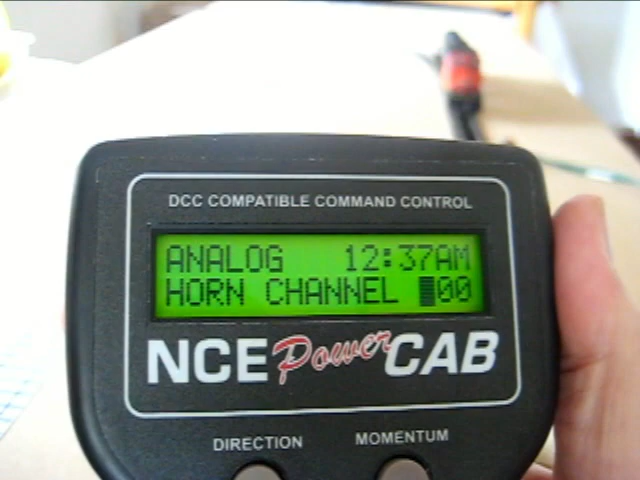 DCC COMPATIBLE COMMAND CONTROL
ANALOG 12:37AM
HORN CHANNEL 00
NCE Power CAB
DIRECTION MOMENTUM